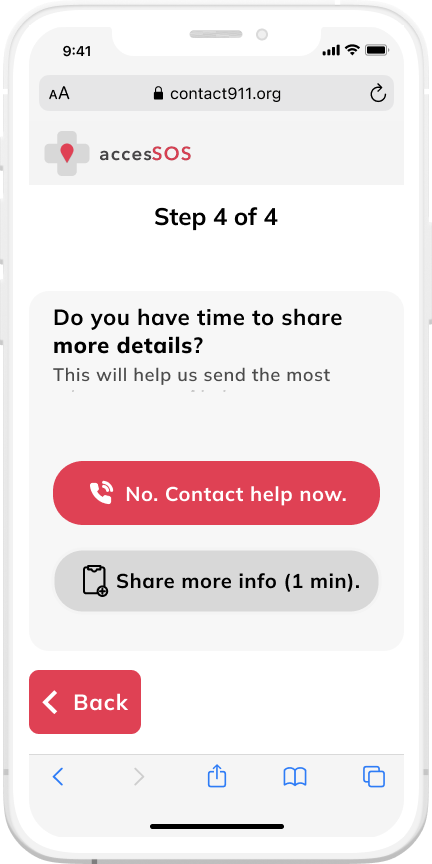 9:41
AA
contact911.org
accesSOS
Step 4 of 4
Do you have time to share
more details?
This will help us send the most
No. Contact help now.
Share more info (1 min).
Back